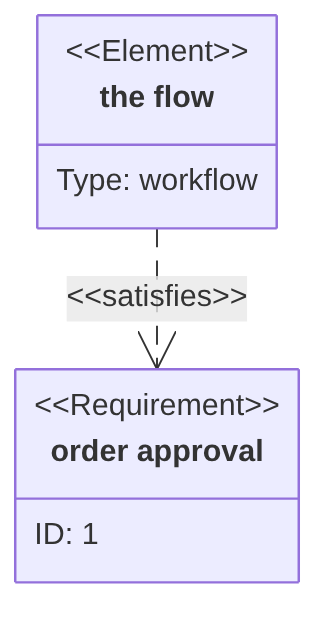 <<Element>>
the flow
Type: workflow
<<satisfies>>
<<Requirement>>
order approval
ID: 1